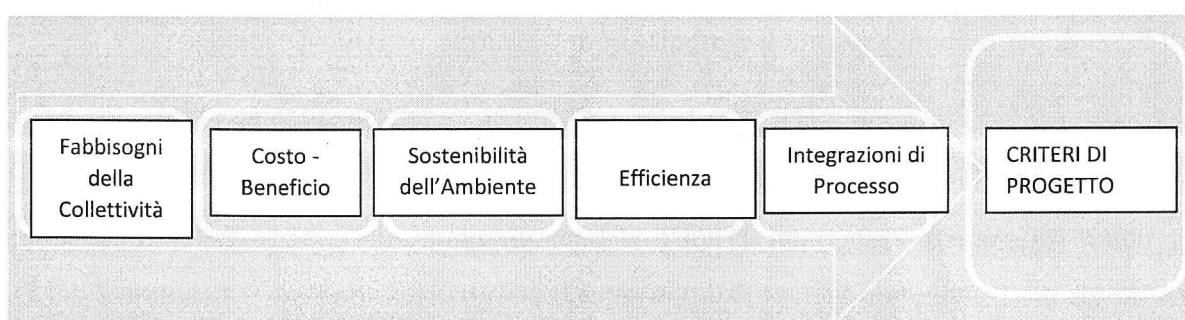 Fabbisogni
della
Collettività
Costo -
Beneficio
Sostenibilità
dell'Ambiente
Efficienza
Integrazioni di
Processo
CRITERI DI
PROGETTO